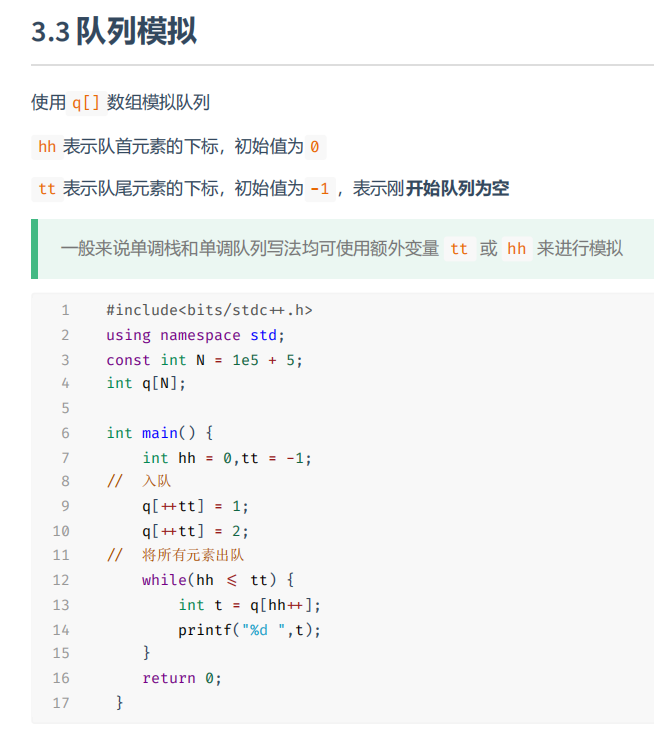 3.3 队列模拟
使用 q[] 数组模拟队列
hh 表示队首元素的下标，初始值为 0
tt 表示队尾元素的下标，初始值为 -1 ，表示刚开始队列为空
一般来说单调栈和单调队列写法均可使用额外变量 tt 或 hh 来进行模拟
1 #include<bits/stdc++.h>
2 using namespace std;
3 const int N = 1e5 + 5;
4 int q[N];
5
6 int main() {
7 int hh = 0,tt = -1;
8 // 入队
9 q[++tt] = 1;
10 q[++tt] = 2;
11 // 将所有元素出队
12 while(hh <= tt) {
13 int t = q[hh++];
14 printf("%d ",t);
15 }
16 return 0;
17 }